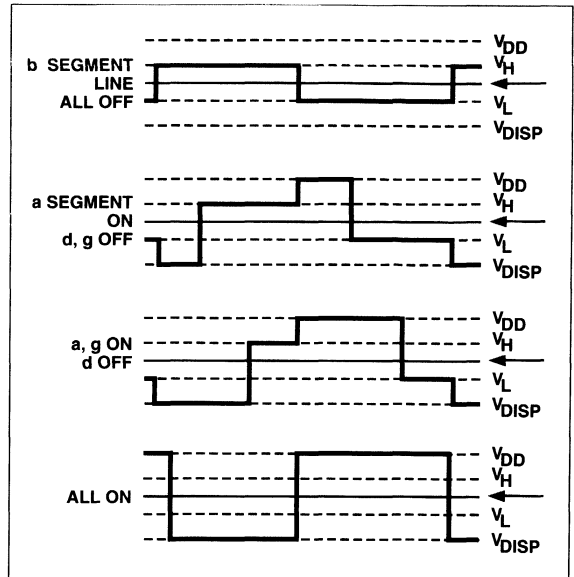 V_DD
b SEGMENT V_H
LINE
ALL OFF V_L
V_DISP
V_DD
a SEGMENT V_H
ON
d, g OFF V_L
V_DISP
V_DD
a, g ON V_H
d OFF
V_L
V_DISP
V_DD
V_H
ALL ON
V_L
V_DISP